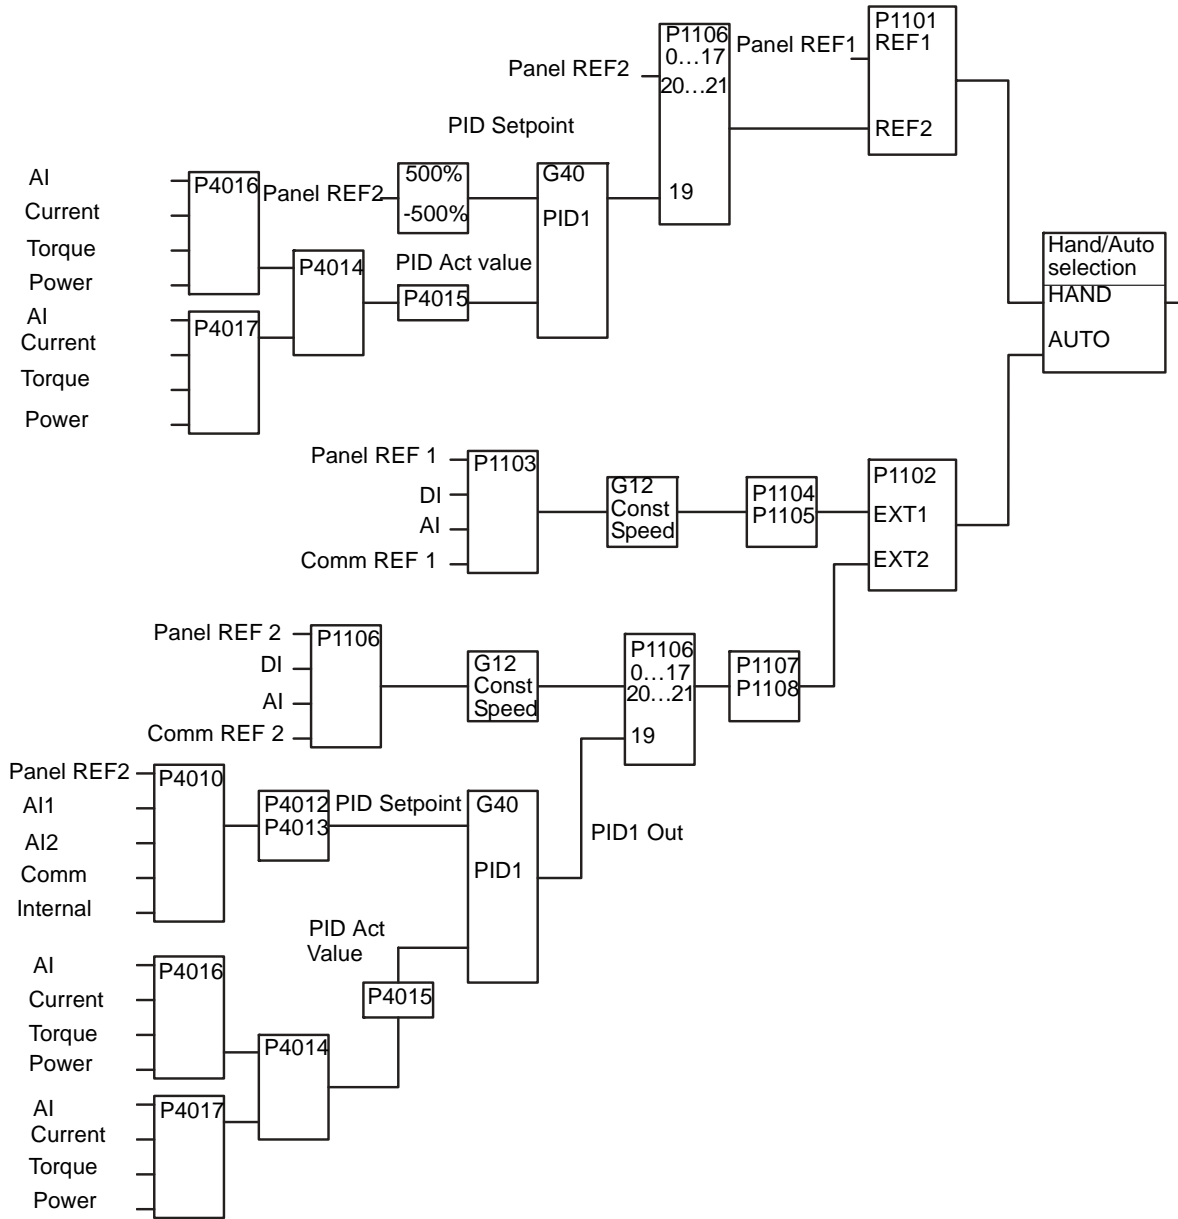 P1101
REF1
REF2
Panel REF1
P1106
0…17
20…21
19
Panel REF2
PID Setpoint
500%
-500%
Panel REF2
G40
PID1
AI
Current
Torque
Power
P4016
P4014
PID Act value
P4015
AI
Current
Torque
Power
P4017
Hand/Auto
selection
HAND
AUTO
Panel REF 1
DI
AI
Comm REF 1
P1103
G12
Const
Speed
P1104
P1105
P1102
EXT1
EXT2
Panel REF 2
DI
AI
Comm REF 2
P1106
G12
Const
Speed
P1106
0…17
20…21
19
P1107
P1108
Panel REF2
AI1
AI2
Comm
Internal
P4010
P4012
P4013
PID Setpoint
G40
PID1
PID1 Out
PID Act
Value
P4015
AI
Current
Torque
Power
P4016
P4014
AI
Current
Torque
Power
P4017